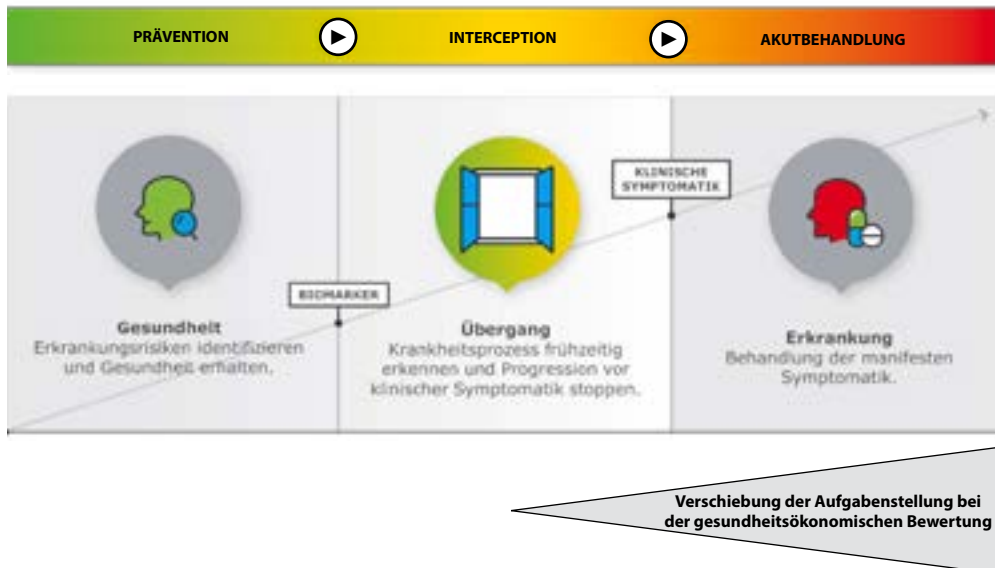 PRÄVENTION
INTERCEPTION
AKUTBEHANDLUNG
KLINISCHE
SYMPTOMATIK
BIOMARKER
Gesundheit
Erkrankungsrisiken identifizieren
und Gesundheit erhalten.
Übergang
Krankheitsprozess frühzeitig
erkennen und Progression vor
klinischer Symptomatik stoppen.
Erkrankung
Behandlung der manifesten
Symptomatik.
Verschiebung der Aufgabenstellung bei
der gesundheitsökonomischen Bewertung